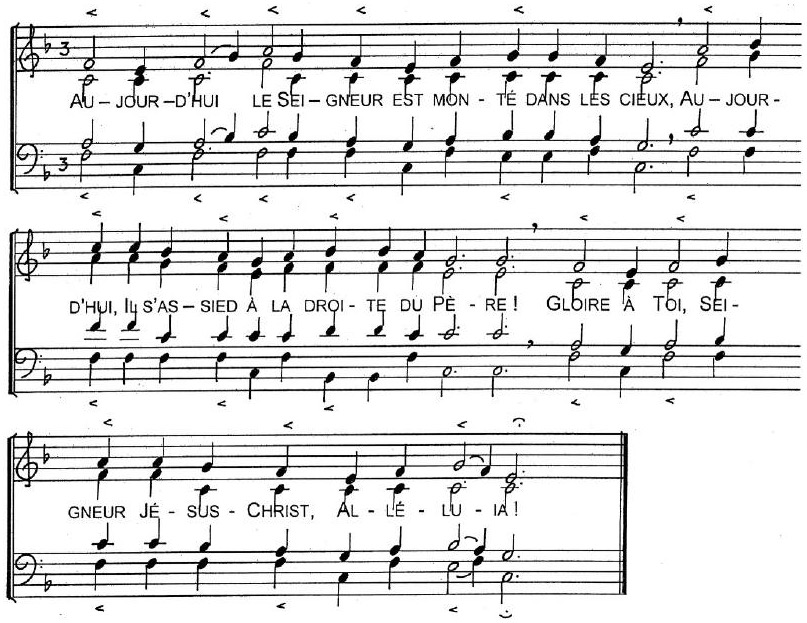 AU–JOUR–D'HUI LE SEI–GNEUR EST MON - TÉ DANS LES CIEUX, AU–JOUR-
D'HUI, IL S'AS–SIED À LA DROI-TE DU PÈ-RE ! GLOIRE À TOI, SEI-
GNEUR JÉ - SUS - CHRIST, AL - LÉ - LU - IA !